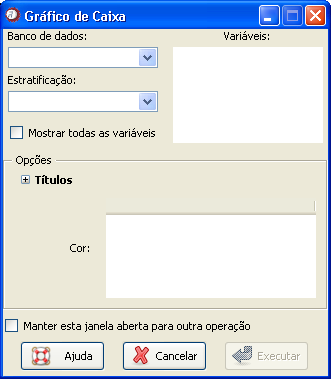 Gráfico de Caixa
Banco de dados:
Variáveis:
Estratificação:
Mostrar todas as variáveis
Opções
Títulos
Cor:
Manter esta janela aberta para outra operação
Ajuda
Cancelar
Executar